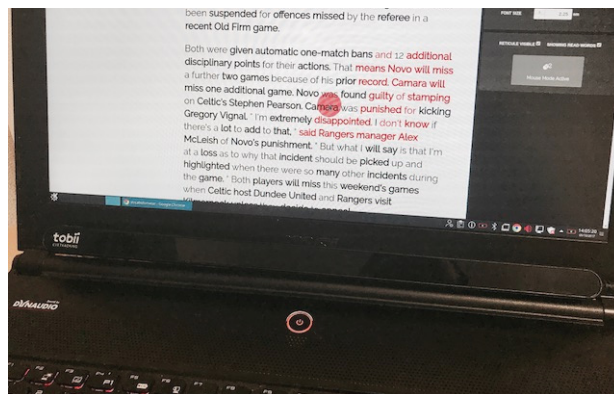 been suspended for offences missed by the referee in a
recent Old Firm game.
Both were given automatic one-match bans and 12 additional
disciplinary points for their actions. That means Novo will miss
a further two games because of his prior record. Camara will
miss one additional game. Novo was found guilty of stamping
on Celtic's Stephen Pearson. Camara was punished for kicking
Gregory Vignal. " I'm extremely disappointed. I don't know if
there's a lot to add to that, " said Rangers manager Alex
McLeish of Novo's punishment. " But what I will say is that I'm
at a loss as to why that incident should be picked up and
highlighted when there were so many other incidents during
the game. " Both players will miss this weekend's games
when Celtic host Dundee United and Rangers visit
FONT SIZE
RETICULE VISIBLE
Mouse Mode Active
tobii
DYNAUDIO